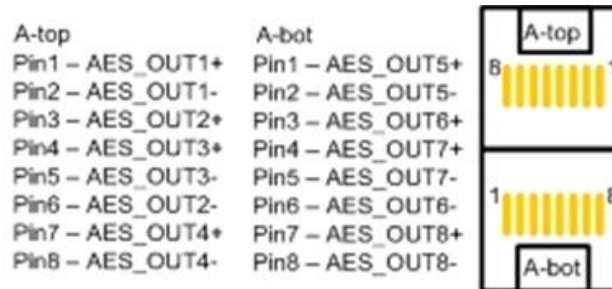 A-top
Pin1 – AES_OUT1+
Pin2 – AES_OUT1-
Pin3 – AES_OUT2+
Pin4 – AES_OUT3+
Pin5 – AES_OUT3-
Pin6 – AES_OUT2-
Pin7 – AES_OUT4+
Pin8 – AES_OUT4-
A-bot
Pin1 – AES_OUT5+
Pin2 – AES_OUT5-
Pin3 – AES_OUT6+
Pin4 – AES_OUT7+
Pin5 – AES_OUT7-
Pin6 – AES_OUT6-
Pin7 – AES_OUT8+
Pin8 – AES_OUT8-
A-top
8 1
1 8
A-bot